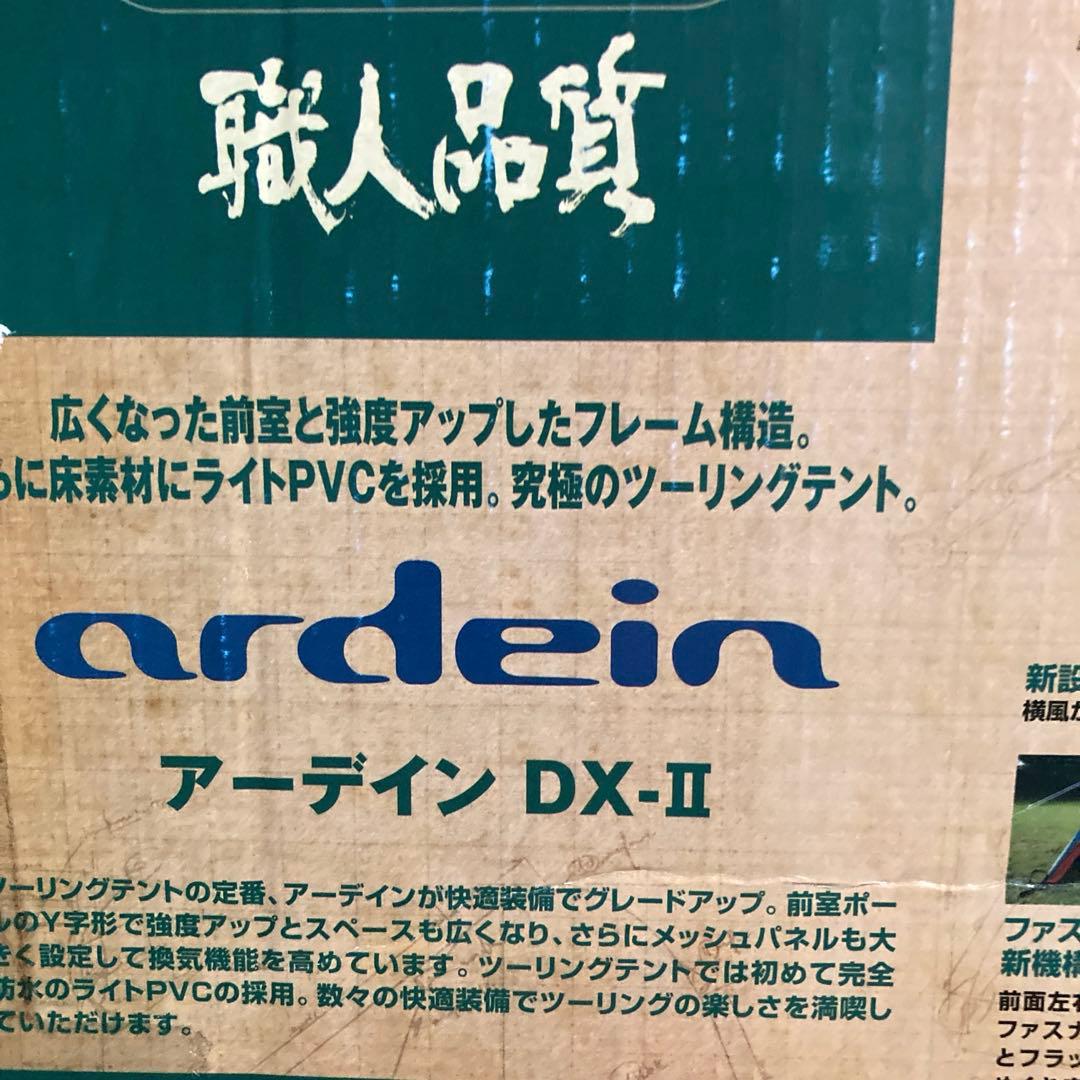 職人品質
広くなった前室と強度アップしたフレーム構造。
らに床素材にライトPVCを採用。究極のツーリングテント。
ardein
アーデイン DX-II
ツーリングテントの定番、アーデインが快適装備でグレードアップ。前室ポー
ルのY字形で強度アップとスペースも広くなり、さらにメッシュパネルも大
きく設定して換気機能を高めています。ツーリングテントでは初めて完全
防水のライトPVCの採用。数々の快適装備でツーリングの楽しさを満喫し
ていただけます。
新設
横風が
ファス
新機構
前面左右
ファスナ
とフラッ